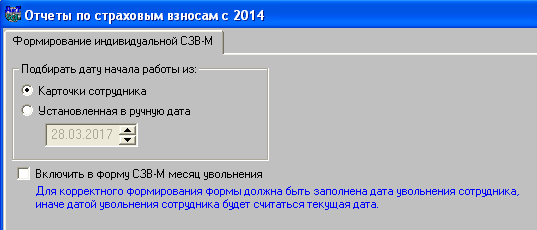 Отчеты по страховым взносам с 2014
Формирование индивидуальной СЗВ-М
Подбирать дату начала работы из:
Карточки сотрудника
Установленная в ручную дата
28.03.2017
Включить в форму СЗВ-М месяц увольнения
Для корректного формирования формы должна быть заполнена дата увольнения сотрудника,
иначе датой увольнения сотрудника будет считаться текущая дата.